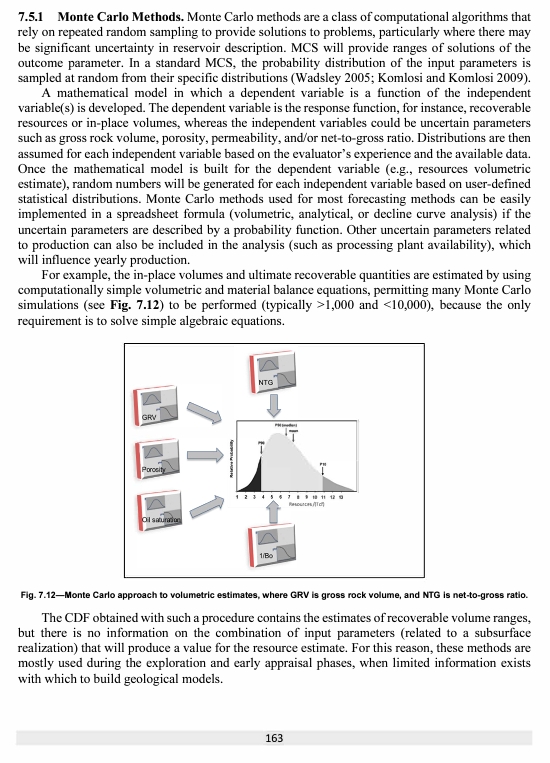 7.5.1 Monte Carlo Methods. Monte Carlo methods are a class of computational algorithms that
rely on repeated random sampling to provide solutions to problems, particularly where there may
be significant uncertainty in reservoir description. MCS will provide ranges of solutions of the
outcome parameter. In a standard MCS, the probability distribution of the input parameters is
sampled at random from their specific distributions (Wadsley 2005; Komlosi and Komlosi 2009).
A mathematical model in which a dependent variable is a function of the independent
variable(s) is developed. The dependent variable is the response function, for instance, recoverable
resources or in-place volumes, whereas the independent variables could be uncertain parameters
such as gross rock volume, porosity, permeability, and/or net-to-gross ratio. Distributions are then
assumed for each independent variable based on the evaluator's experience and the available data.
Once the mathematical model is built for the dependent variable (e.g., resources volumetric
estimate), random numbers will be generated for each independent variable based on user-defined
statistical distributions. Monte Carlo methods used for most forecasting methods can be easily
implemented in a spreadsheet formula (volumetric, analytical, or decline curve analysis) if the
uncertain parameters are described by a probability function. Other uncertain parameters related
to production can also be included in the analysis (such as processing plant availability), which
will influence yearly production.
For example, the in-place volumes and ultimate recoverable quantities are estimated by using
computationally simple volumetric and material balance equations, permitting many Monte Carlo
simulations (see Fig. 7.12) to be performed (typically >1,000 and <10,000), because the only
requirement is to solve simple algebraic equations.
NTG
GRV
Porosity
Oil saturation
1/Bo
Relative Probability
P90
P50 (median)
mean
P10
1 2 3 4 5 6 7 8 9 10 11 12 13
Resources
Fig. 7.12—Monte Carlo approach to volumetric estimates, where GRV is gross rock volume, and NTG is net-to-gross ratio.
The CDF obtained with such a procedure contains the estimates of recoverable volume ranges,
but there is no information on the combination of input parameters (related to a subsurface
realization) that will produce a value for the resource estimate. For this reason, these methods are
mostly used during the exploration and early appraisal phases, when limited information exists
with which to build geological models.
163